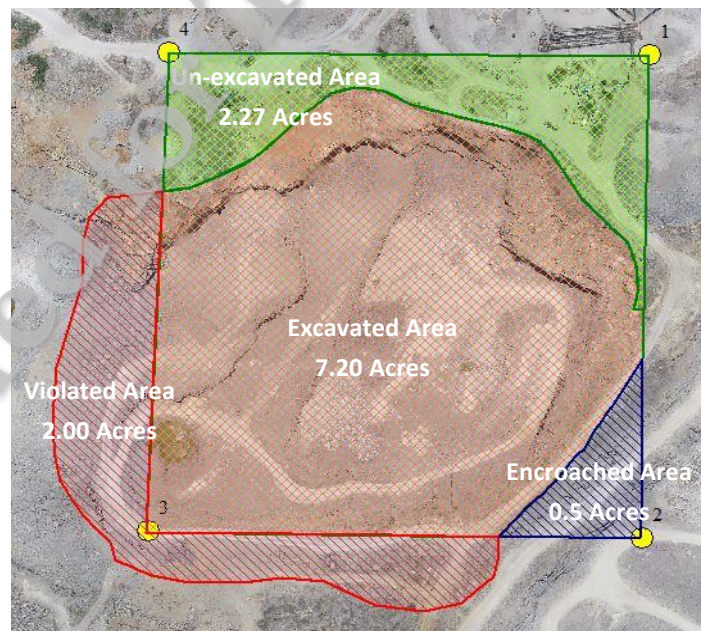 4
1
Un-excavated Area
2.27 Acres
Excavated Area
7.20 Acres
Violated Area
2.00 Acres
Encroached Area
0.5 Acres
3
2